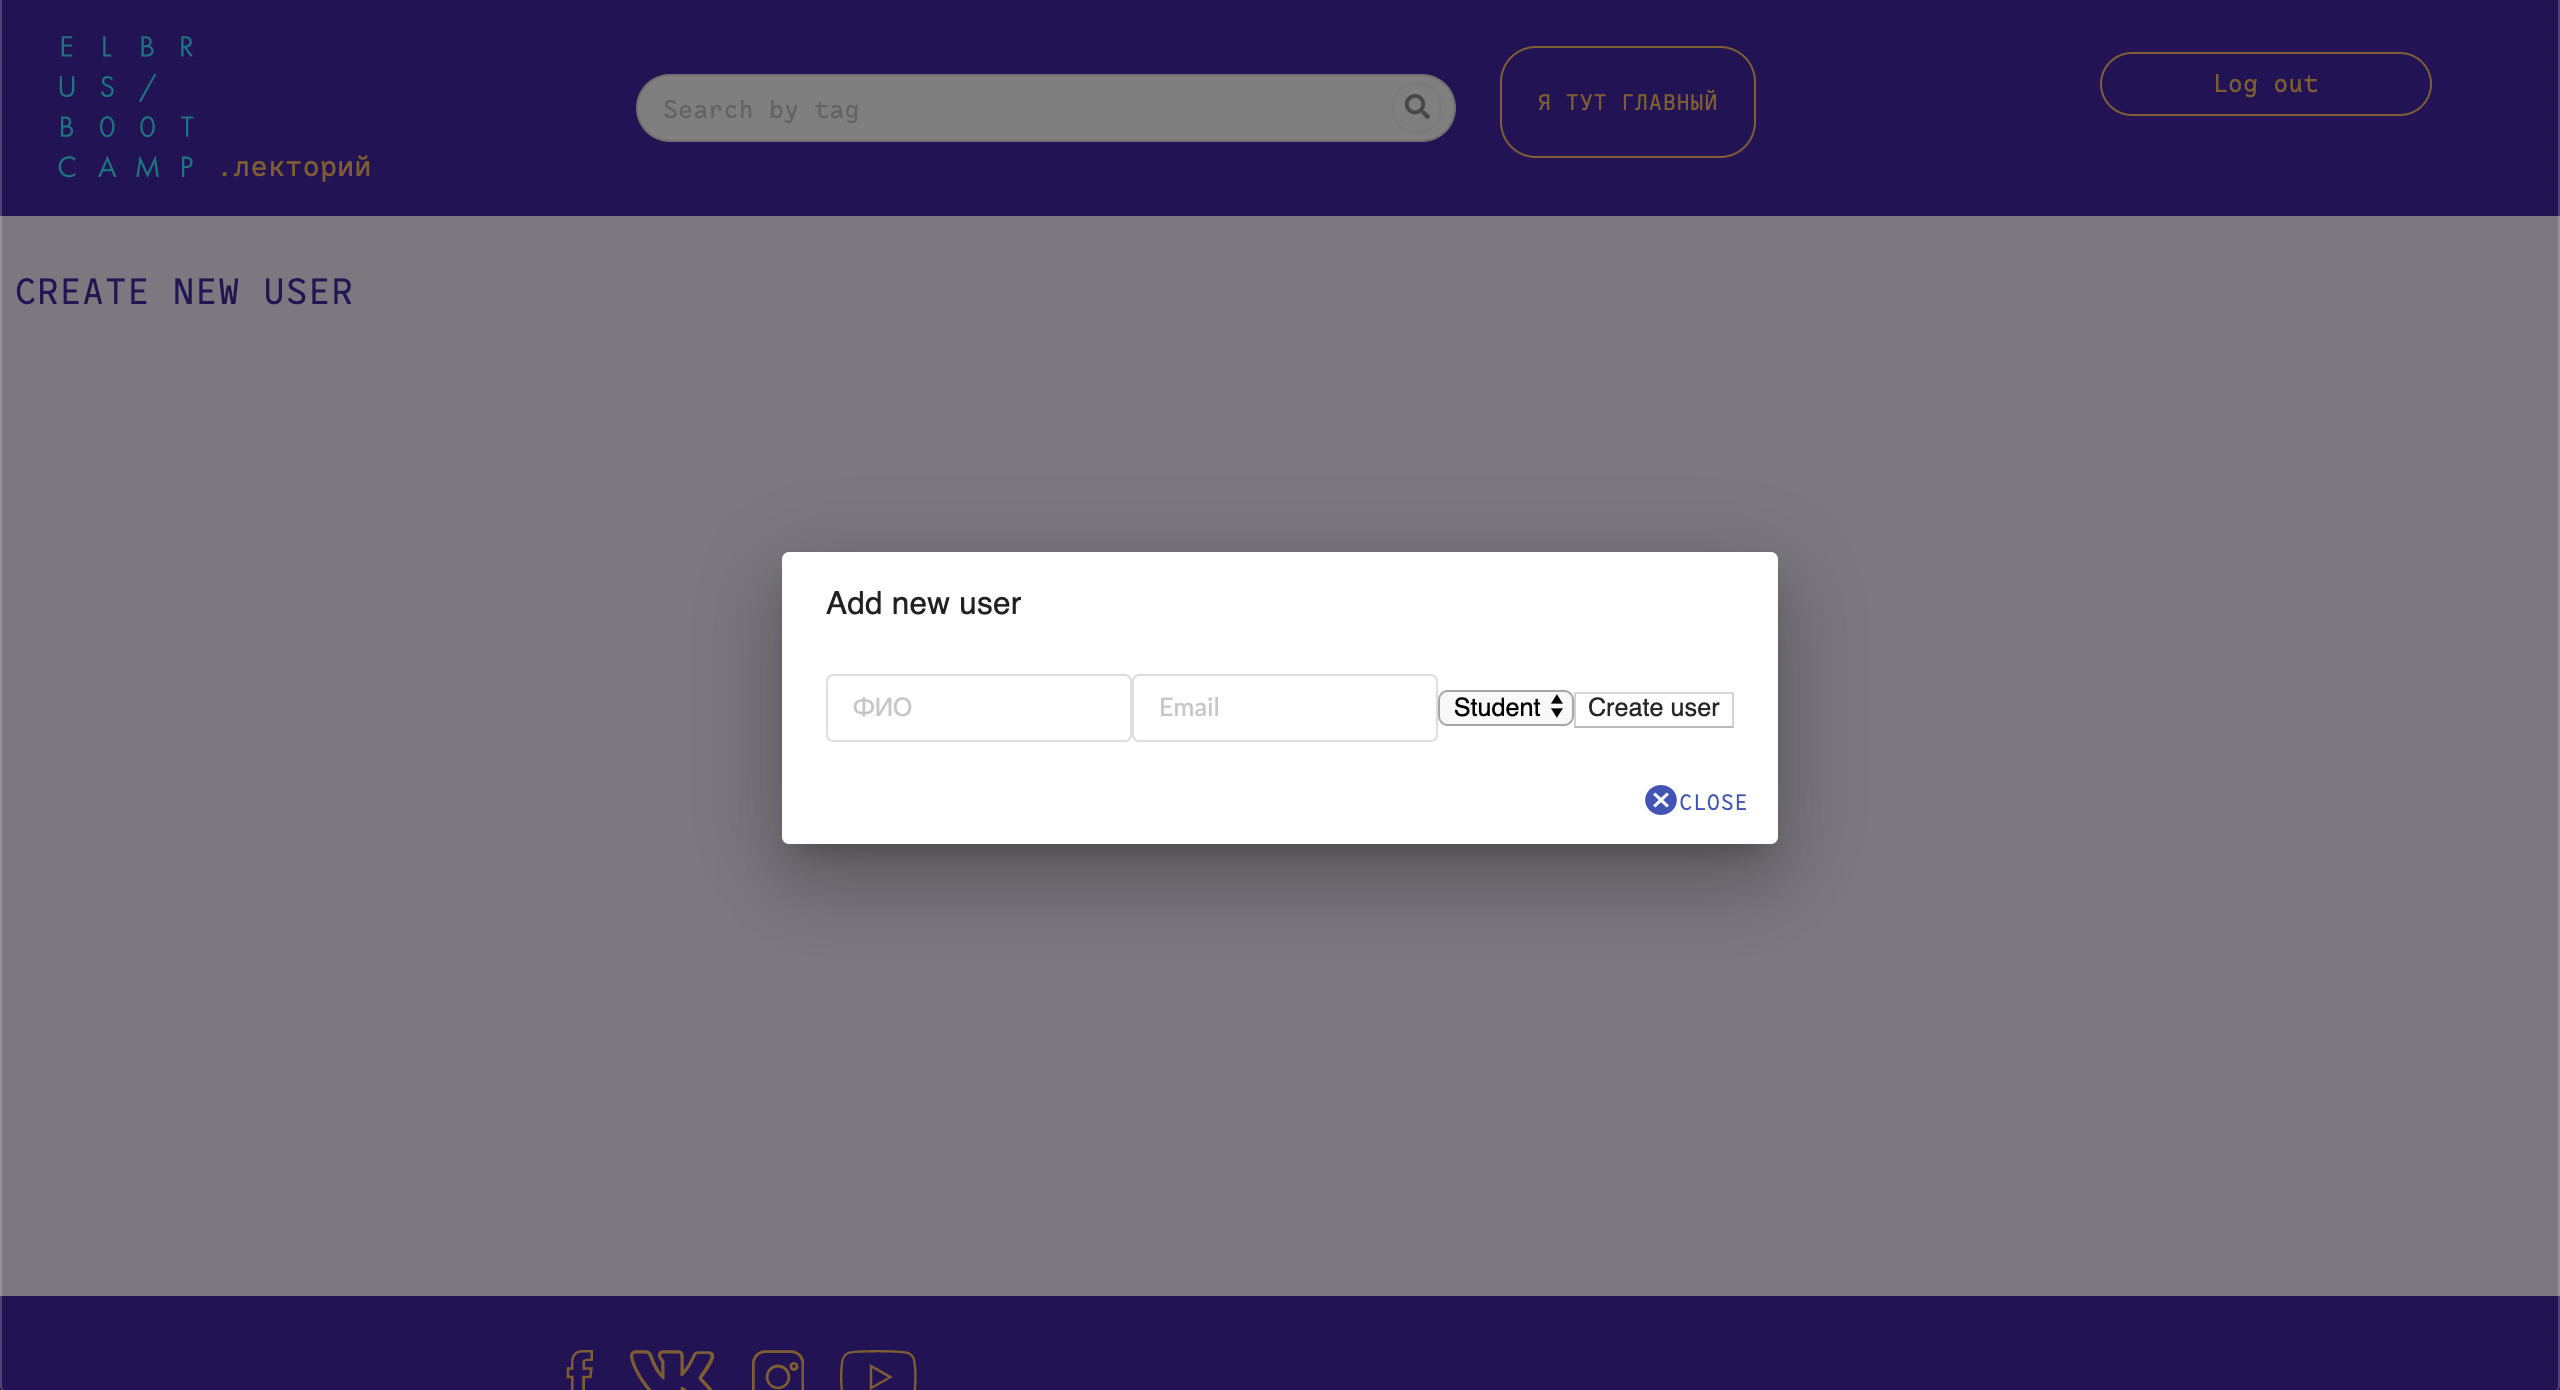 E L B R
U S /
B O O T
C A M P .лекторий
Search by tag
Я ТУТ ГЛАВНЫЙ
Log out
CREATE NEW USER
Add new user
ФИО
Email
Student
Create user
CLOSE